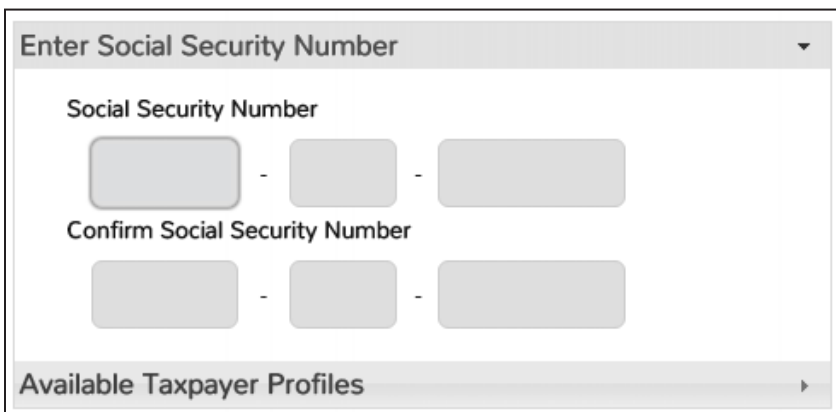 Enter Social Security Number
Social Security Number
- -
Confirm Social Security Number
- -
Available Taxpayer Profiles